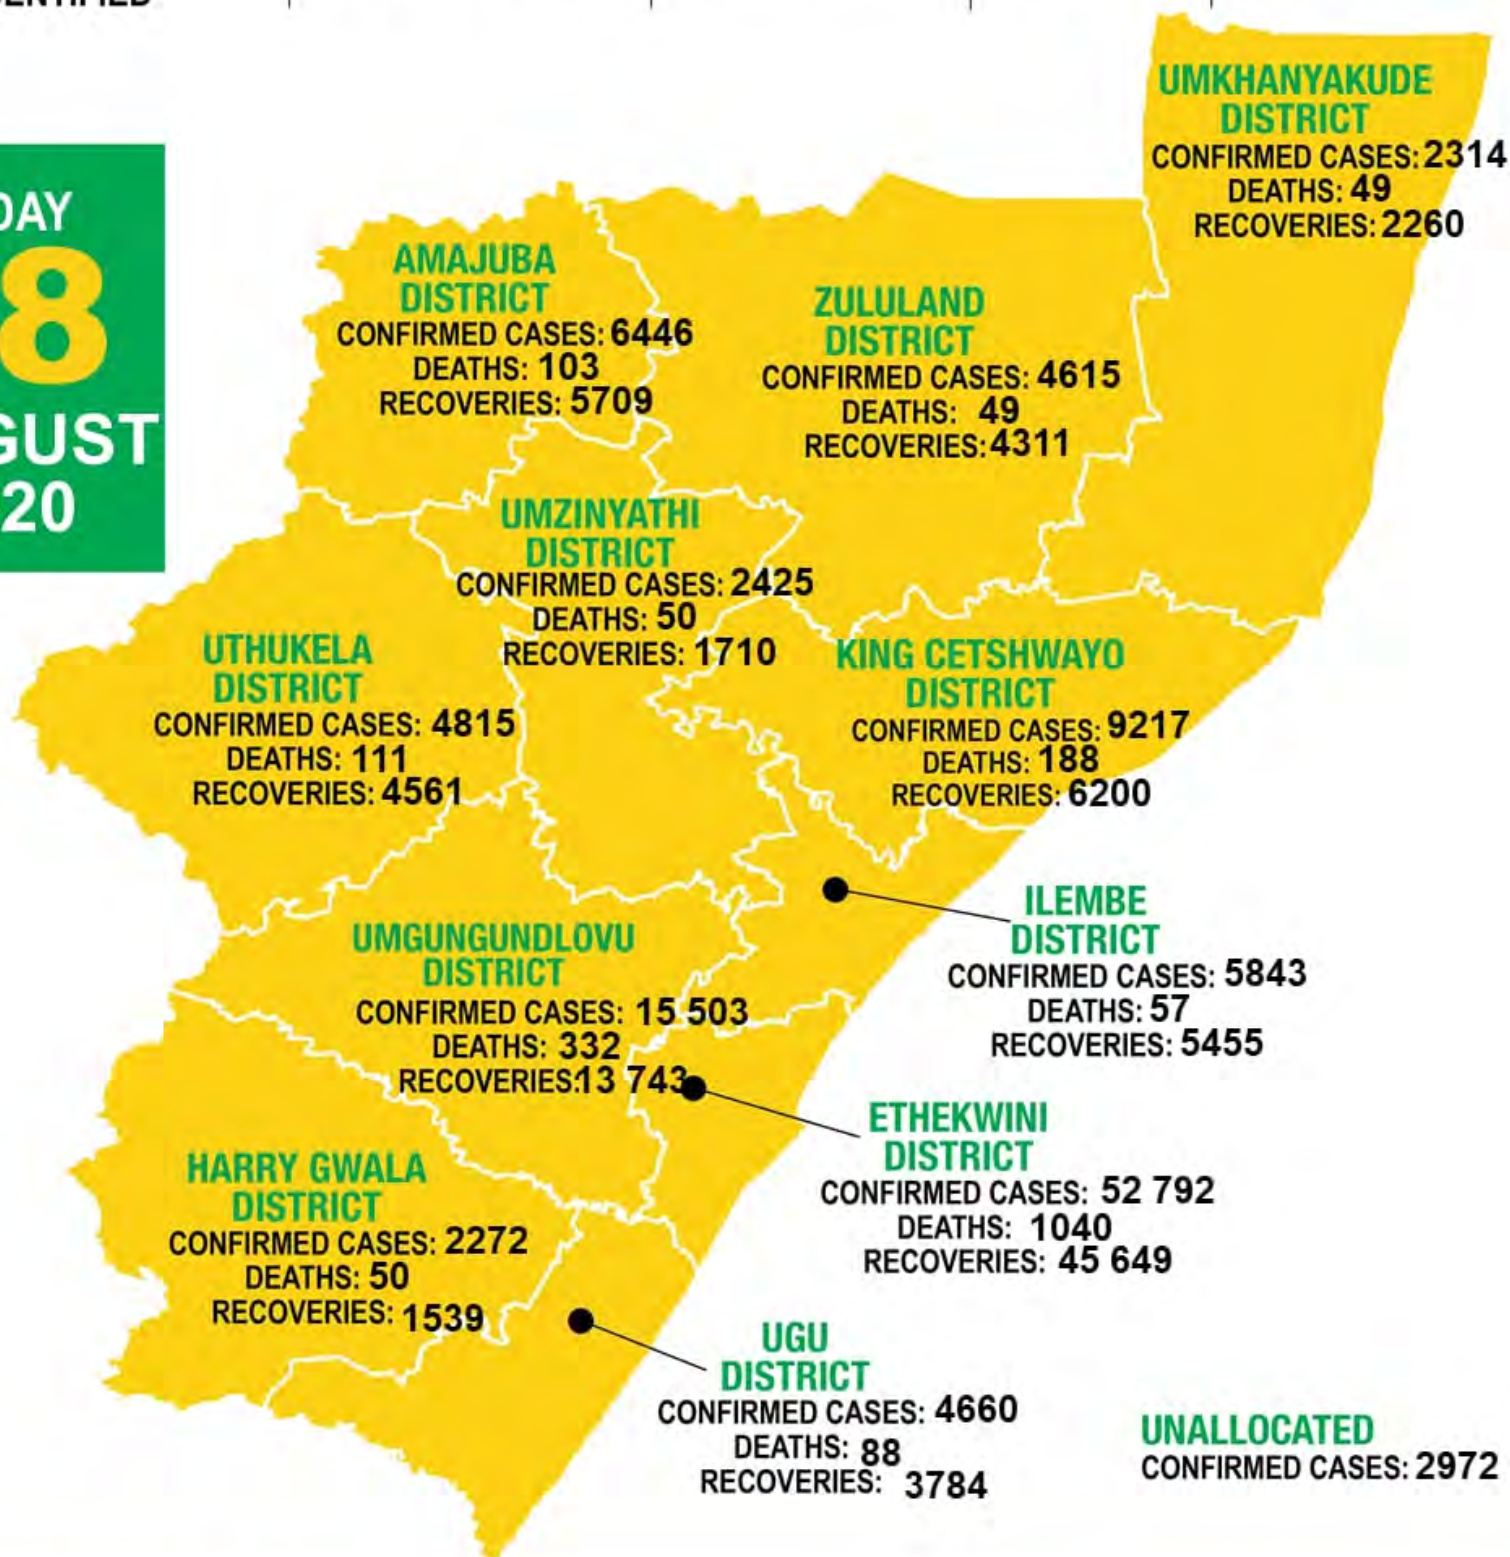 UMKHANYAKUDE
DISTRICT
CONFIRMED CASES: 2314
DEATHS: 49
RECOVERIES: 2260
DAY
8
GUST
20
AMAJUBA
DISTRICT
CONFIRMED CASES: 6446
DEATHS: 103
RECOVERIES: 5709
ZULULAND
DISTRICT
CONFIRMED CASES: 4615
DEATHS: 49
RECOVERIES: 4311
UMZINYATHI
DISTRICT
CONFIRMED CASES: 2425
DEATHS: 50
RECOVERIES: 1710
UTHUKELA
DISTRICT
CONFIRMED CASES: 4815
DEATHS: 111
RECOVERIES: 4561
KING CETSHWAYO
DISTRICT
CONFIRMED CASES: 9217
DEATHS: 188
RECOVERIES: 6200
ILEMBE
DISTRICT
CONFIRMED CASES: 5843
DEATHS: 57
RECOVERIES: 5455
UMGUNGUNDLOVU
DISTRICT
CONFIRMED CASES: 15 503
DEATHS: 332
RECOVERIES:13 743
ETHEKWINI
DISTRICT
CONFIRMED CASES: 52 792
DEATHS: 1040
RECOVERIES: 45 649
HARRY GWALA
DISTRICT
CONFIRMED CASES: 2272
DEATHS: 50
RECOVERIES: 1539
UGU
DISTRICT
CONFIRMED CASES: 4660
DEATHS: 88
RECOVERIES: 3784
UNALLOCATED
CONFIRMED CASES: 2972